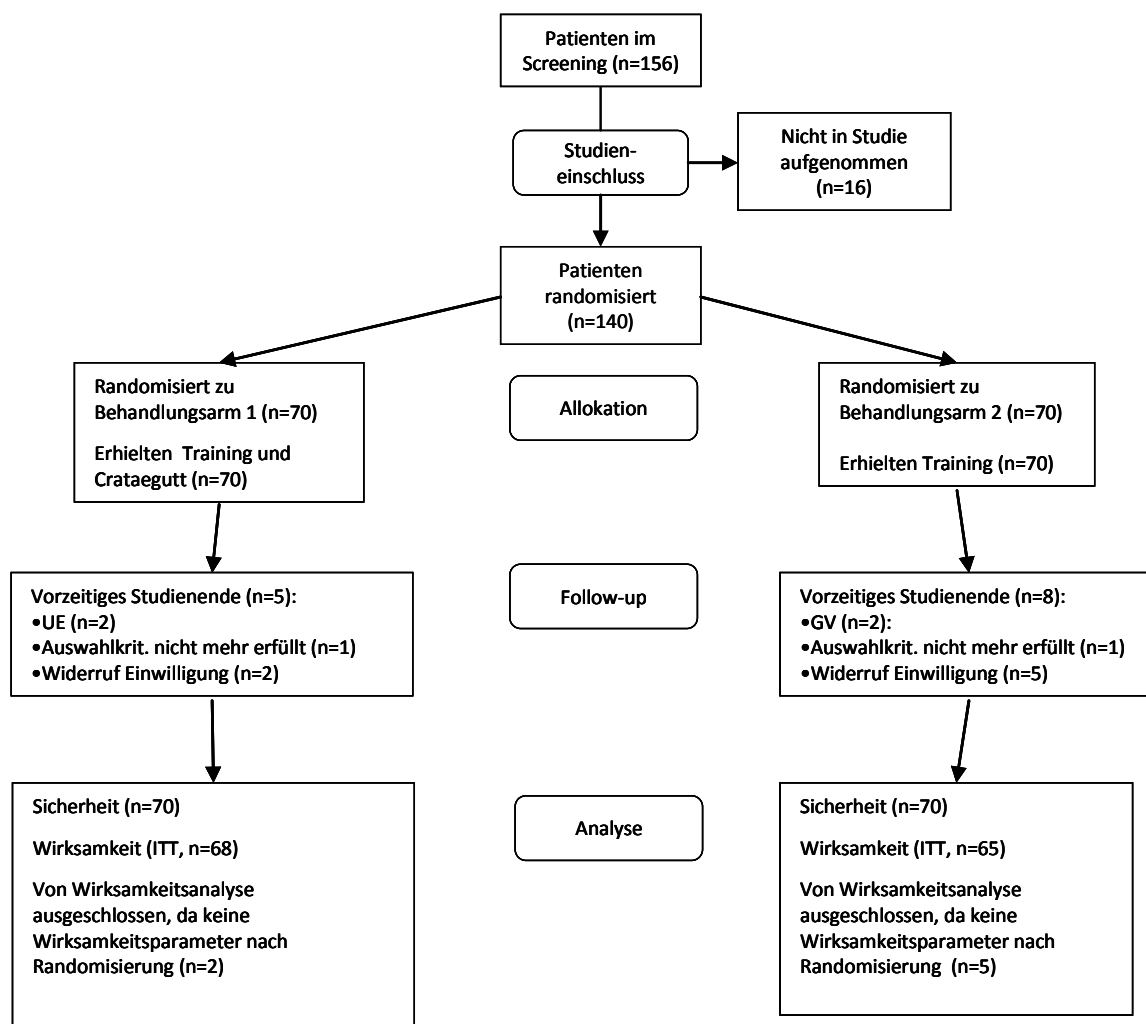 Patienten im
Screening (n=156)
Studien-
einschluss
Nicht in Studie
aufgenommen
(n=16)
Patienten
randomisiert
(n=140)
Randomisiert zu
Behandlungsarm 1 (n=70)
Erhielten Training und
Crataegutt (n=70)
Allokation
Randomisiert zu
Behandlungsarm 2 (n=70)
Erhielten Training (n=70)
Vorzeitiges Studienende (n=5):
•UE (n=2)
•Auswahlkrit. nicht mehr erfüllt (n=1)
•Widerruf Einwilligung (n=2)
Follow-up
Vorzeitiges Studienende (n=8):
•GV (n=2):
•Auswahlkrit. nicht mehr erfüllt (n=1)
•Widerruf Einwilligung (n=5)
Sicherheit (n=70)
Wirksamkeit (ITT, n=68)
Von Wirksamkeitsanalyse
ausgeschlossen, da keine
Wirksamkeitsparameter nach
Randomisierung (n=2)
Analyse
Sicherheit (n=70)
Wirksamkeit (ITT, n=65)
Von Wirksamkeitsanalyse
ausgeschlossen, da keine
Wirksamkeitsparameter nach
Randomisierung (n=5)